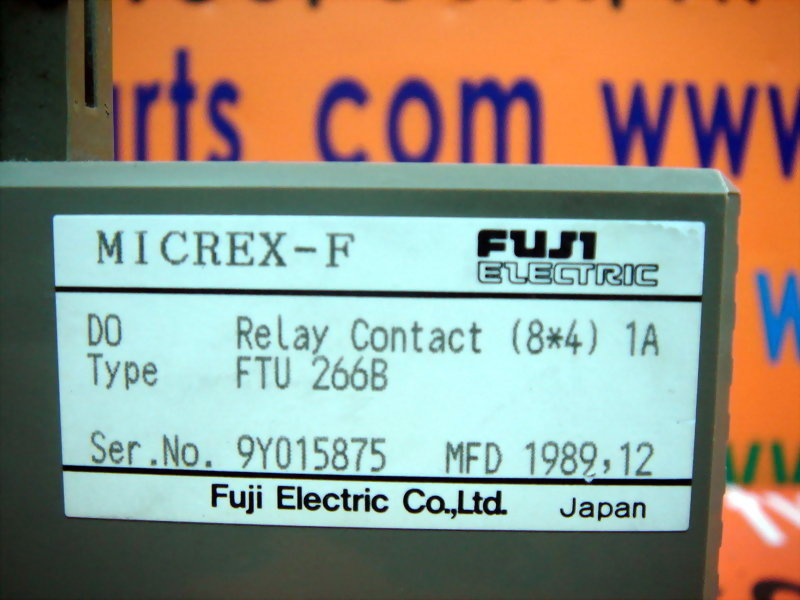 arts.com www
MICREX-F
FUJI
ELECTRIC
DO Relay Contact (8*4) 1A
Type FTU 266B
Ser.No. 9Y015875 MFD 1989,12
Fuji Electric Co.,Ltd. Japan